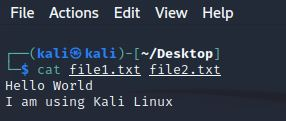 File Actions Edit View Help
┌──(kali㉿kali)-[~/Desktop]
└─$ cat file1.txt file2.txt
Hello World
I am using Kali Linux